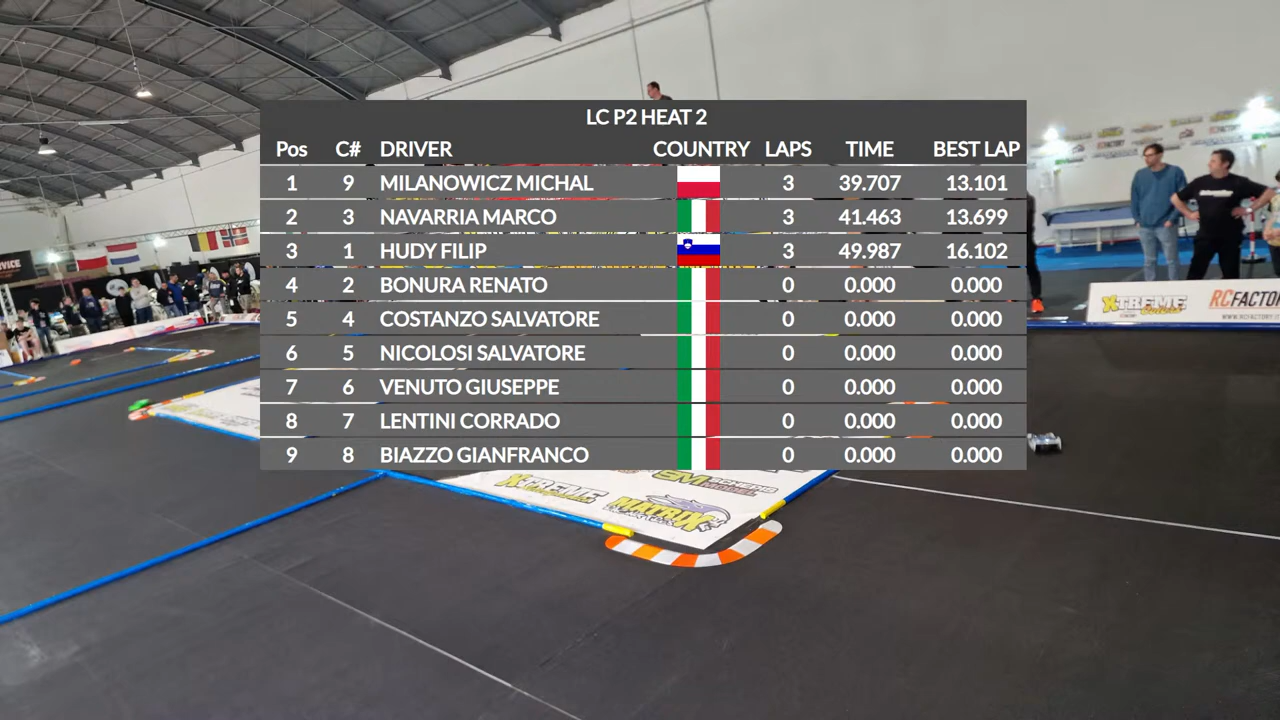 LC P2 HEAT 2
Pos C# DRIVER COUNTRY LAPS TIME BEST LAP
1 9 MILANOWICZ MICHAL 3 39.707 13.101
2 3 NAVARRIA MARCO 3 41.463 13.699
3 1 HUDY FILIP 3 49.987 16.102
4 2 BONURA RENATO 0 0.000 0.000
5 4 COSTANZO SALVATORE 0 0.000 0.000
6 5 NICOLOSI SALVATORE 0 0.000 0.000
7 6 VENUTO GIUSEPPE 0 0.000 0.000
8 7 LENTINI CORRADO 0 0.000 0.000
9 8 BIAZZO GIANFRANCO 0 0.000 0.000
XTREME
RCFACTORY
XTREME
MATRIX